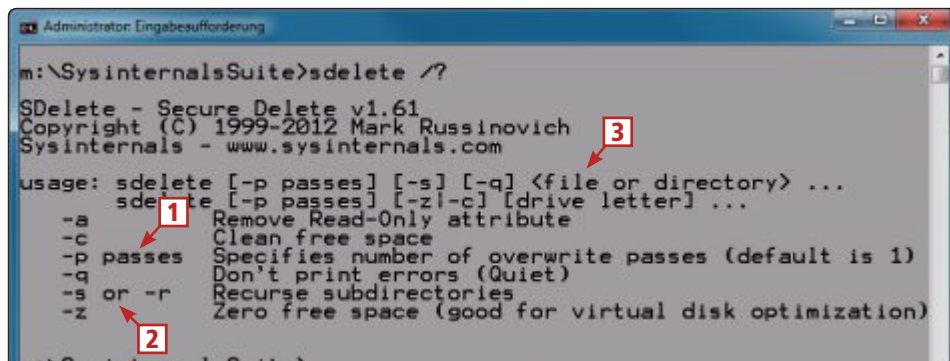 Administrator: Eingabeaufforderung
m:\SysinternalsSuite>sdelete /?
SDelete - Secure Delete v1.61
Copyright (C) 1999-2012 Mark Russinovich
Sysinternals - www.sysinternals.com
3
usage: sdelete [-p passes] [-s] [-q] <file or directory> ...
sdelete [-p passes] [-z|-c] [drive letter] ...
1
-a Remove Read-Only attribute
-c Clean free space
-p passes Specifies number of overwrite passes (default is 1)
-q Don't print errors (Quiet)
-s or -r Recurse subdirectories
-z Zero free space (good for virtual disk optimization)
2